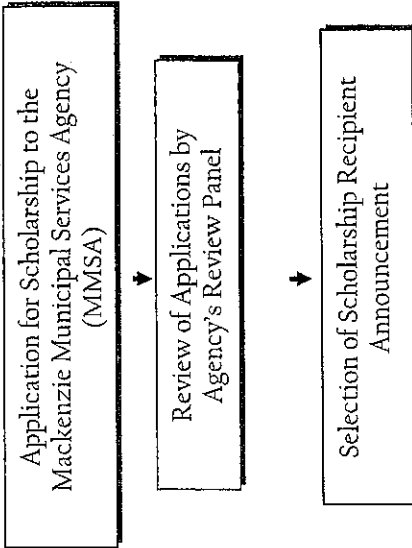 Application for Scholarship to the
Mackenzie Municipal Services Agency
(MMSA)
Review of Applications by
Agency's Review Panel
Selection of Scholarship Recipient
Announcement